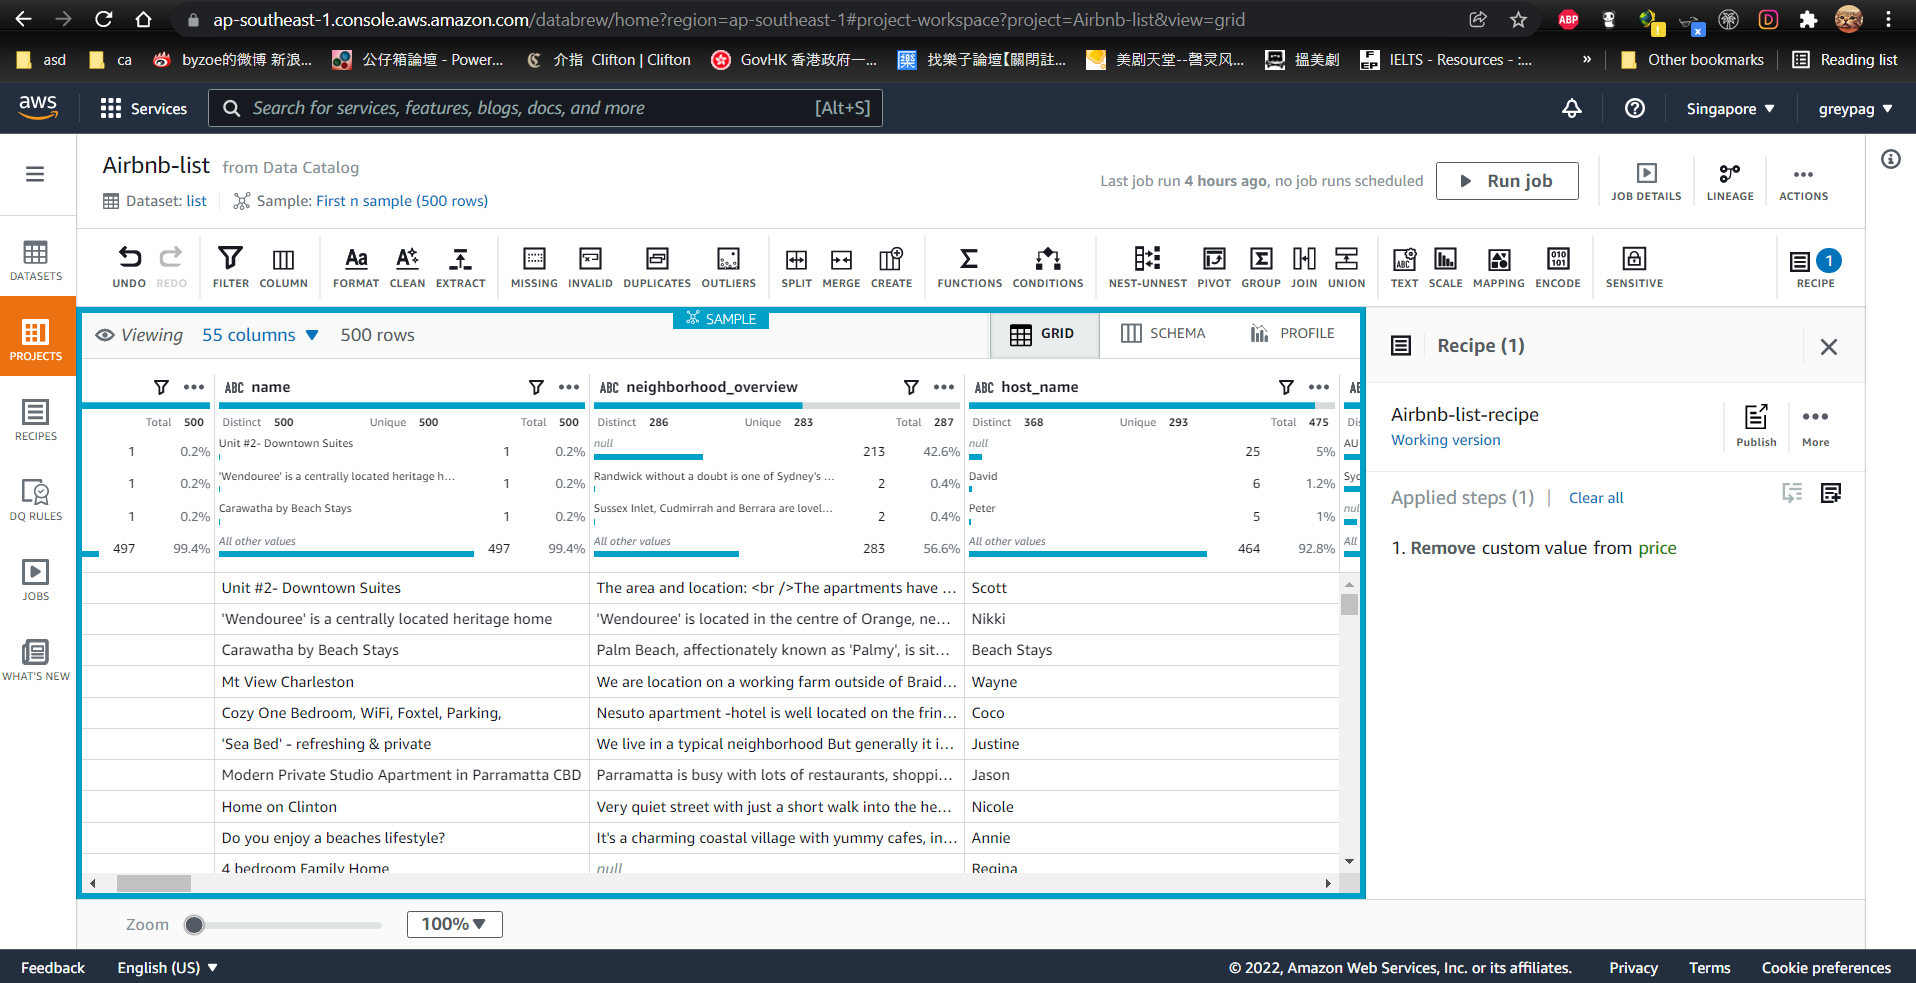 ap-southeast-1.console.aws.amazon.com/databrew/home?region=ap-southeast-1#project-workspace?project=Airbnb-list&view=grid
ABP
D
asd
ca
byzoe的微博 新浪...
公仔箱論壇 - Power...
介指 Clifton | Clifton
GovHK 香港政府一...
樂
找樂子論壇【關閉註...
美剧天堂--罄灵风...
搵美劇
IELTS - Resources - :...
»
Other bookmarks
Reading list
aws
Services
Search for services, features, blogs, docs, and more
[Alt+S]
Singapore
greypag
Airbnb-list from Data Catalog
Dataset: list
Sample: First n sample (500 rows)
Last job run 4 hours ago, no job runs scheduled
Run job
JOB DETAILS
LINEAGE
ACTIONS
DATASETS
PROJECTS
RECIPES
DQ RULES
JOBS
WHAT'S NEW
UNDO
REDO
FILTER
COLUMN
FORMAT
CLEAN
EXTRACT
MISSING
INVALID
DUPLICATES
OUTLIERS
SPLIT
MERGE
CREATE
FUNCTIONS
CONDITIONS
NEST-UNNEST
PIVOT
GROUP
JOIN
UNION
TEXT
SCALE
MAPPING
ENCODE
SENSITIVE
1
RECIPE
Viewing 55 columns 500 rows
SAMPLE
GRID
SCHEMA
PROFILE
ABC name
ABC neighborhood_overview
ABC host_name
Total 500
Distinct 500 Unique 500 Total 500
Distinct 286 Unique 283 Total 287
Distinct 368 Unique 293 Total 475
1 0.2%
Unit #2- Downtown Suites 1 0.2%
null 213 42.6%
null 25 5%
AU
1 0.2%
'Wendouree' is a centrally located heritage h... 1 0.2%
Randwick without a doubt is one of Sydney's ... 2 0.4%
David 6 1.2%
1 0.2%
Carawatha by Beach Stays 1 0.2%
Sussex Inlet, Cudmirrah and Berrara are lovel... 2 0.4%
Peter 5 1%
497 99.4%
All other values 497 99.4%
All other values 283 56.6%
All other values 464 92.8%
All
Unit #2- Downtown Suites
The area and location: <br />The apartments have ...
Scott
'Wendouree' is a centrally located heritage home
'Wendouree' is located in the centre of Orange, ne...
Nikki
Carawatha by Beach Stays
Palm Beach, affectionately known as 'Palmy', is sit...
Beach Stays
Mt View Charleston
We are location on a working farm outside of Braid...
Wayne
Cozy One Bedroom, WiFi, Foxtel, Parking,
Nesuto apartment -hotel is well located on the frin...
Coco
'Sea Bed' - refreshing & private
We live in a typical neighborhood But generally it i...
Justine
Modern Private Studio Apartment in Parramatta CBD
Parramatta is busy with lots of restaurants, shoppi...
Jason
Home on Clinton
Very quiet street with just a short walk into the he...
Nicole
Do you enjoy a beaches lifestyle?
It's a charming coastal village with yummy cafes, in...
Annie
4 bedroom Family Home
null
Regina
Recipe (1)
Airbnb-list-recipe
Working version
Publish
More
Applied steps (1) | Clear all
1. Remove custom value from price
Zoom
100%
Feedback
English (US)
© 2022, Amazon Web Services, Inc. or its affiliates.
Privacy
Terms
Cookie preferences